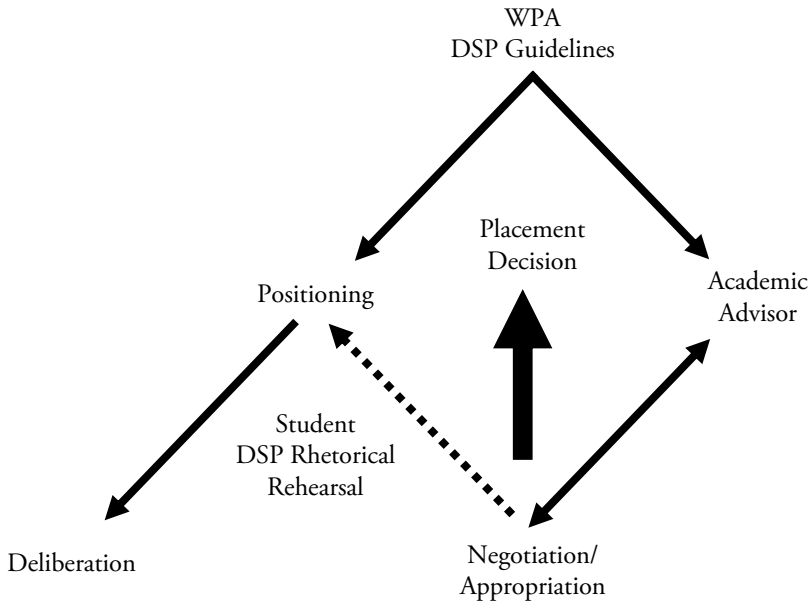 WPA
DSP Guidelines
Placement
Decision
Positioning
Academic
Advisor
Student
DSP Rhetorical
Rehearsal
Deliberation
Negotiation/
Appropriation